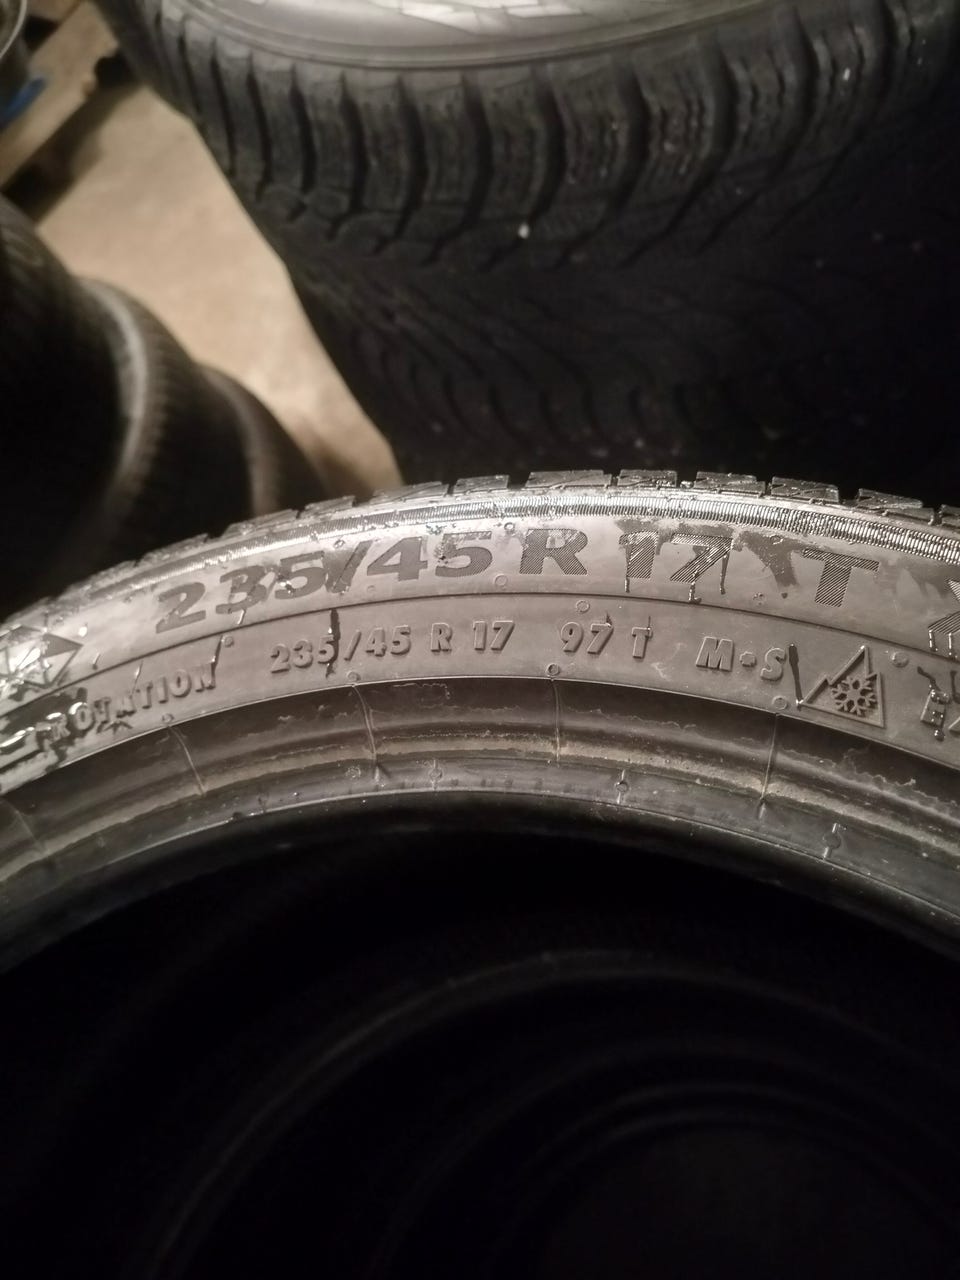 235/45 R 17 T
ROTATION 235/45 R 17 97 T M•S